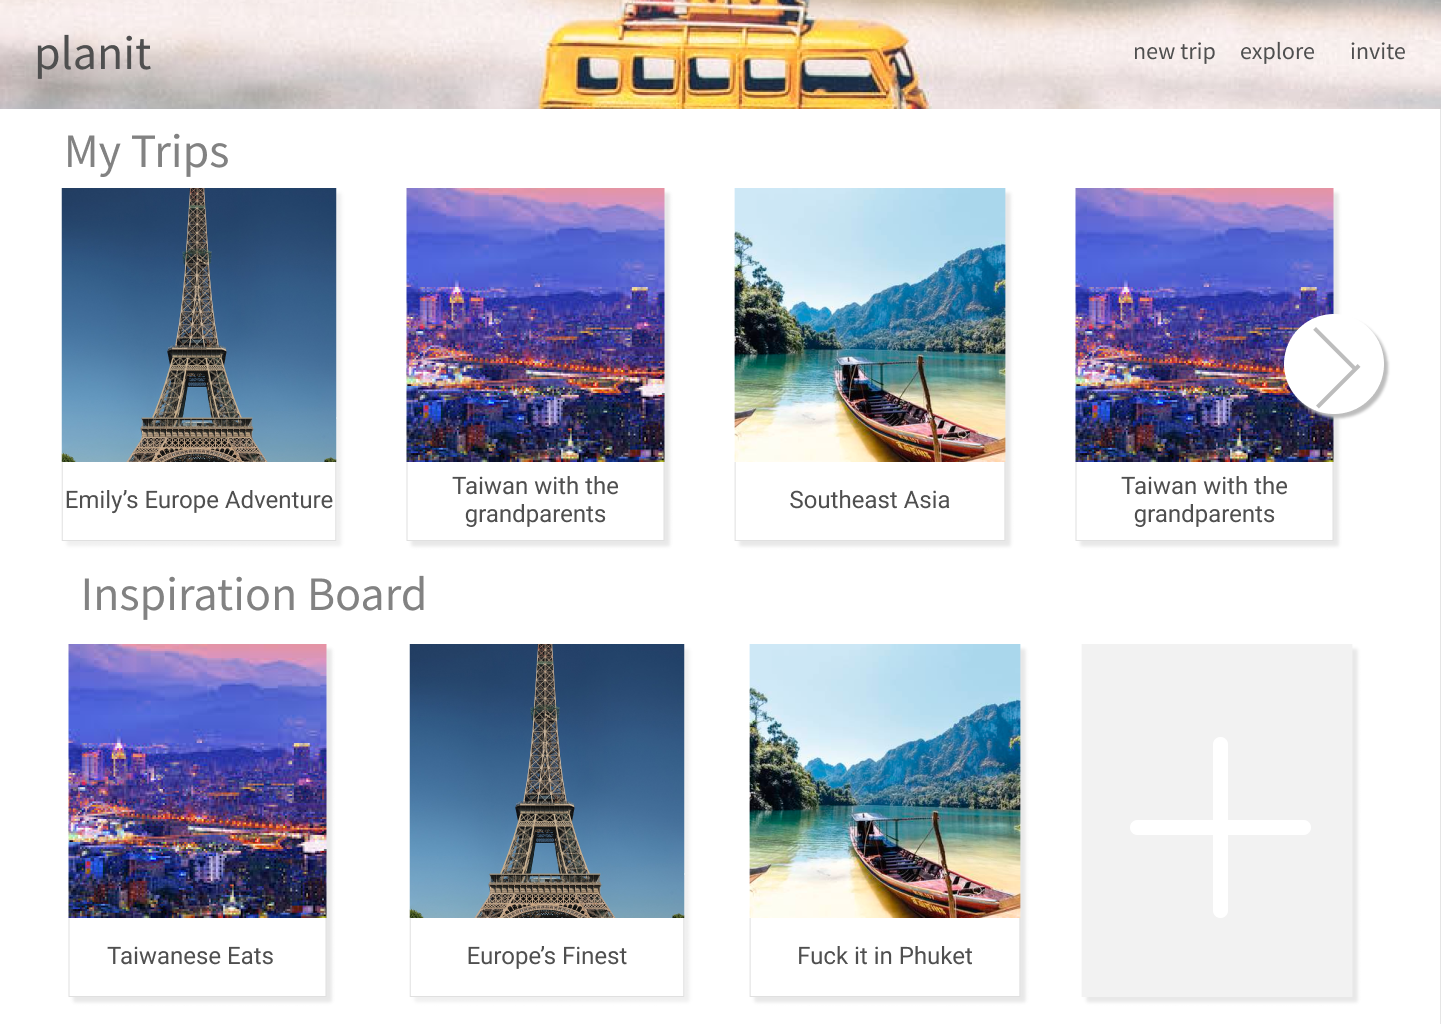 planit
new trip explore invite
My Trips
Emily’s Europe Adventure
Taiwan with the
grandparents
Southeast Asia
Taiwan with the
grandparents
Inspiration Board
Taiwanese Eats
Europe’s Finest
Fuck it in Phuket